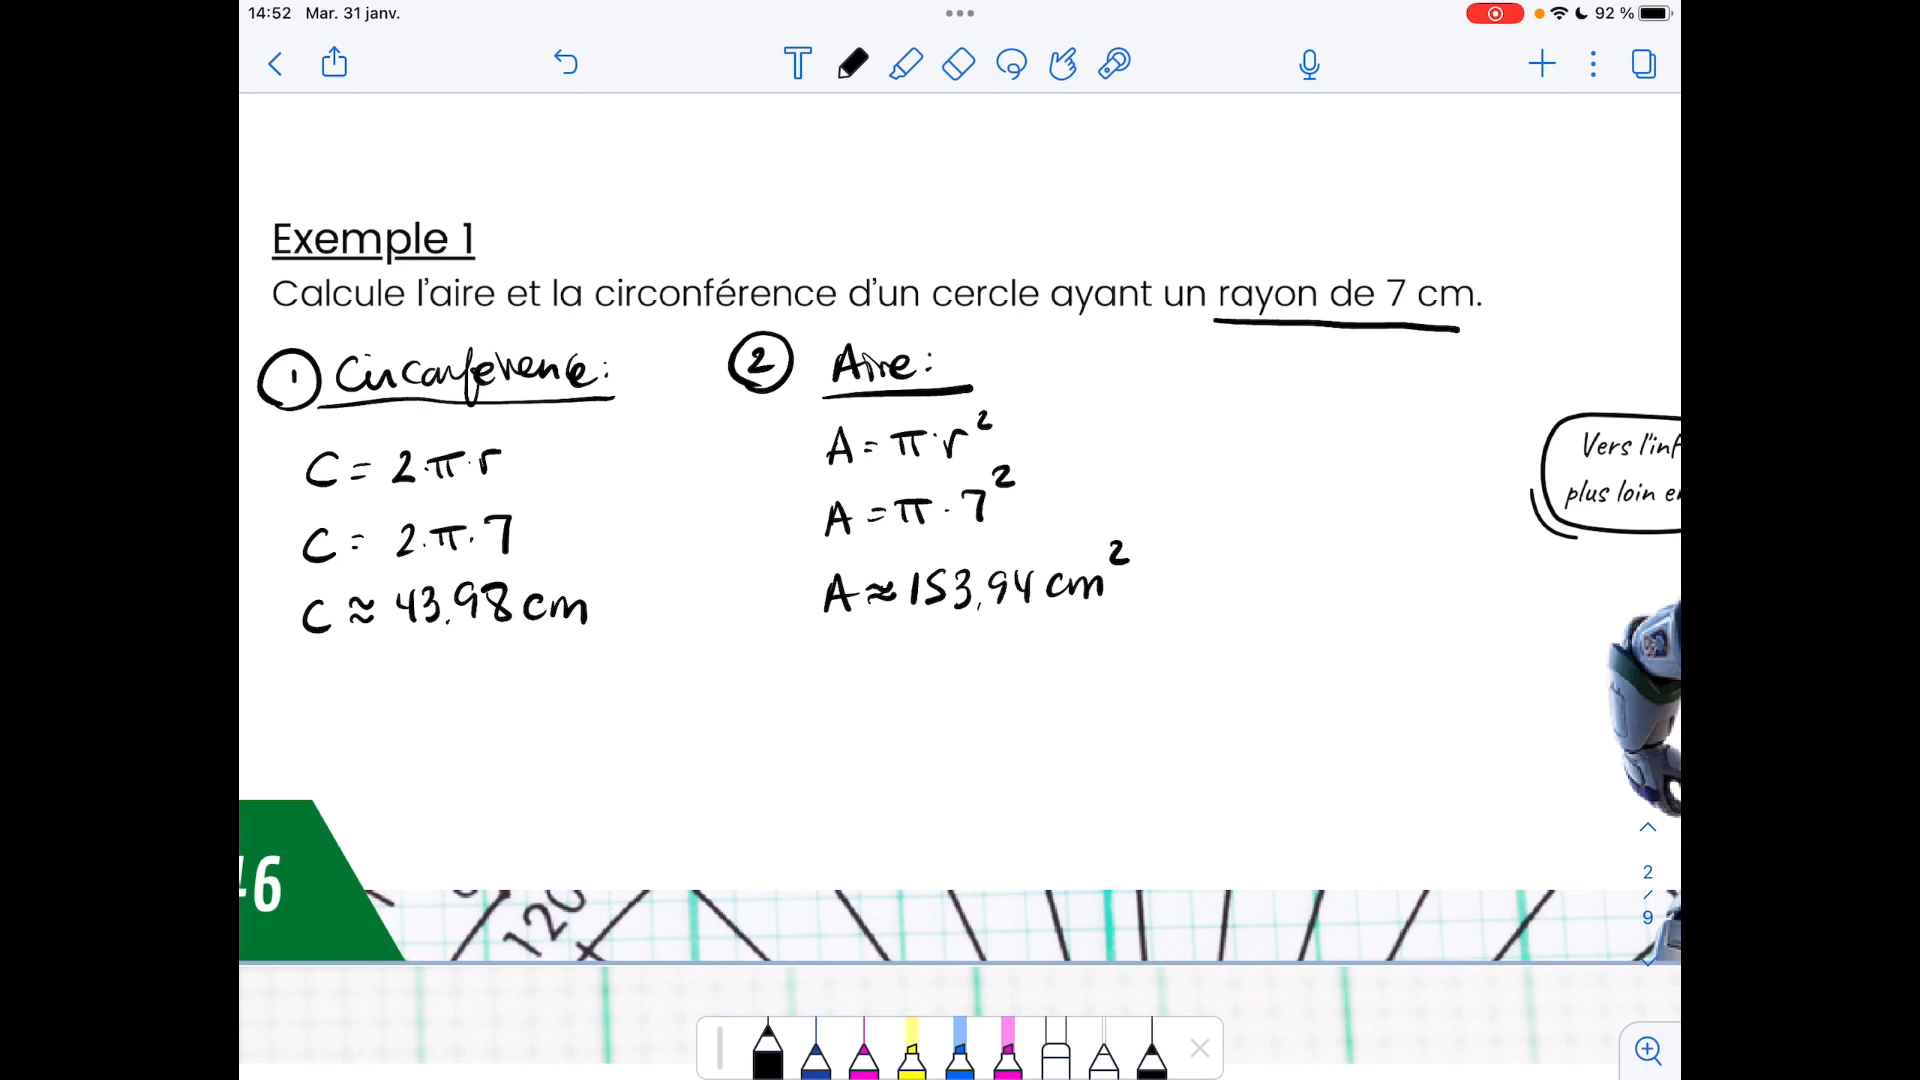 14:52 Mar. 31 janv.
92 %
Exemple 1
Calcule l'aire et la circonférence d'un cercle ayant un rayon de 7 cm.
1 Circonférence:
C = 2·π·r
C = 2·π·7
C ≈ 43,98 cm
2 Aire:
A = π·r²
A = π·7²
A ≈ 153,94 cm²
Vers l'inf
plus loin e
6
120
2
9